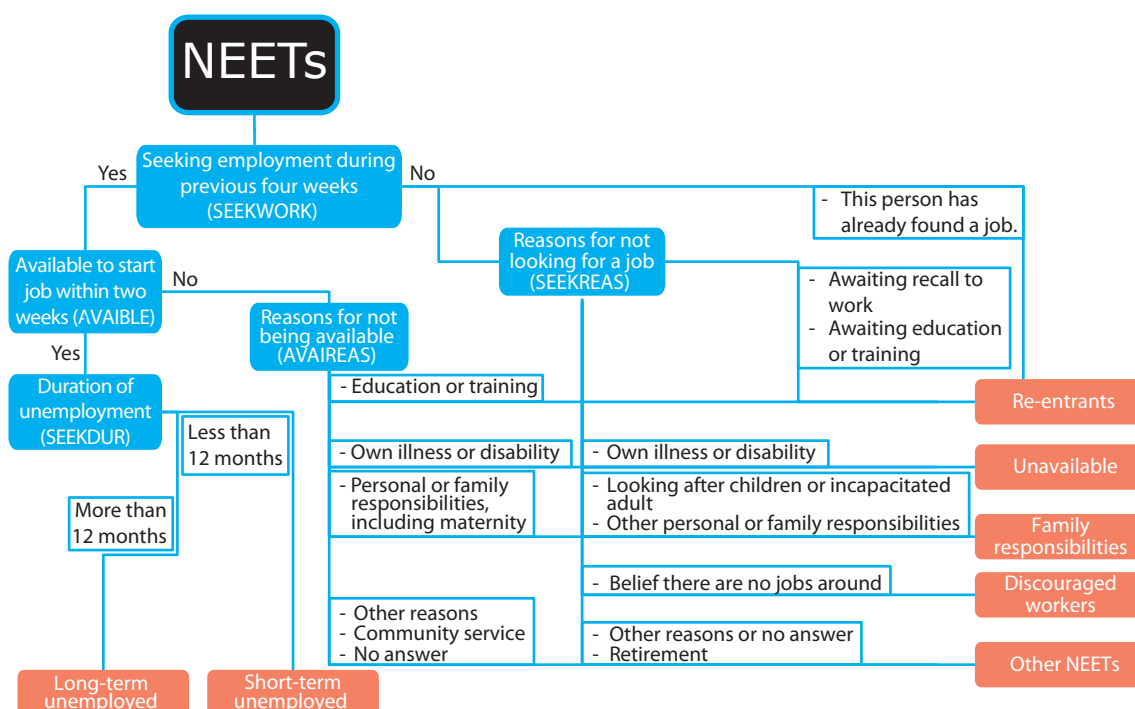 NEETs
Yes
Seeking employment during
previous four weeks
(SEEKWORK)
No
- This person has
already found a job.
Available to start
job within two
weeks (AVAIBLE)
No
Reasons for not
looking for a job
(SEEKREAS)
- Awaiting recall to
work
- Awaiting education
or training
Reasons for not
being available
(AVAIREAS)
Yes
Duration of
unemployment
(SEEKDUR)
- Education or training
Re-entrants
Less than
12 months
- Own illness or disability
- Own illness or disability
Unavailable
More than
12 months
- Personal or family
responsibilities,
including maternity
- Looking after children or incapacitated
adult
- Other personal or family responsibilities
Family
responsibilities
- Belief there are no jobs around
Discouraged
workers
- Other reasons
- Community service
- No answer
- Other reasons or no answer
- Retirement
Other NEETs
Long-term
unemployed
Short-term
unemployed